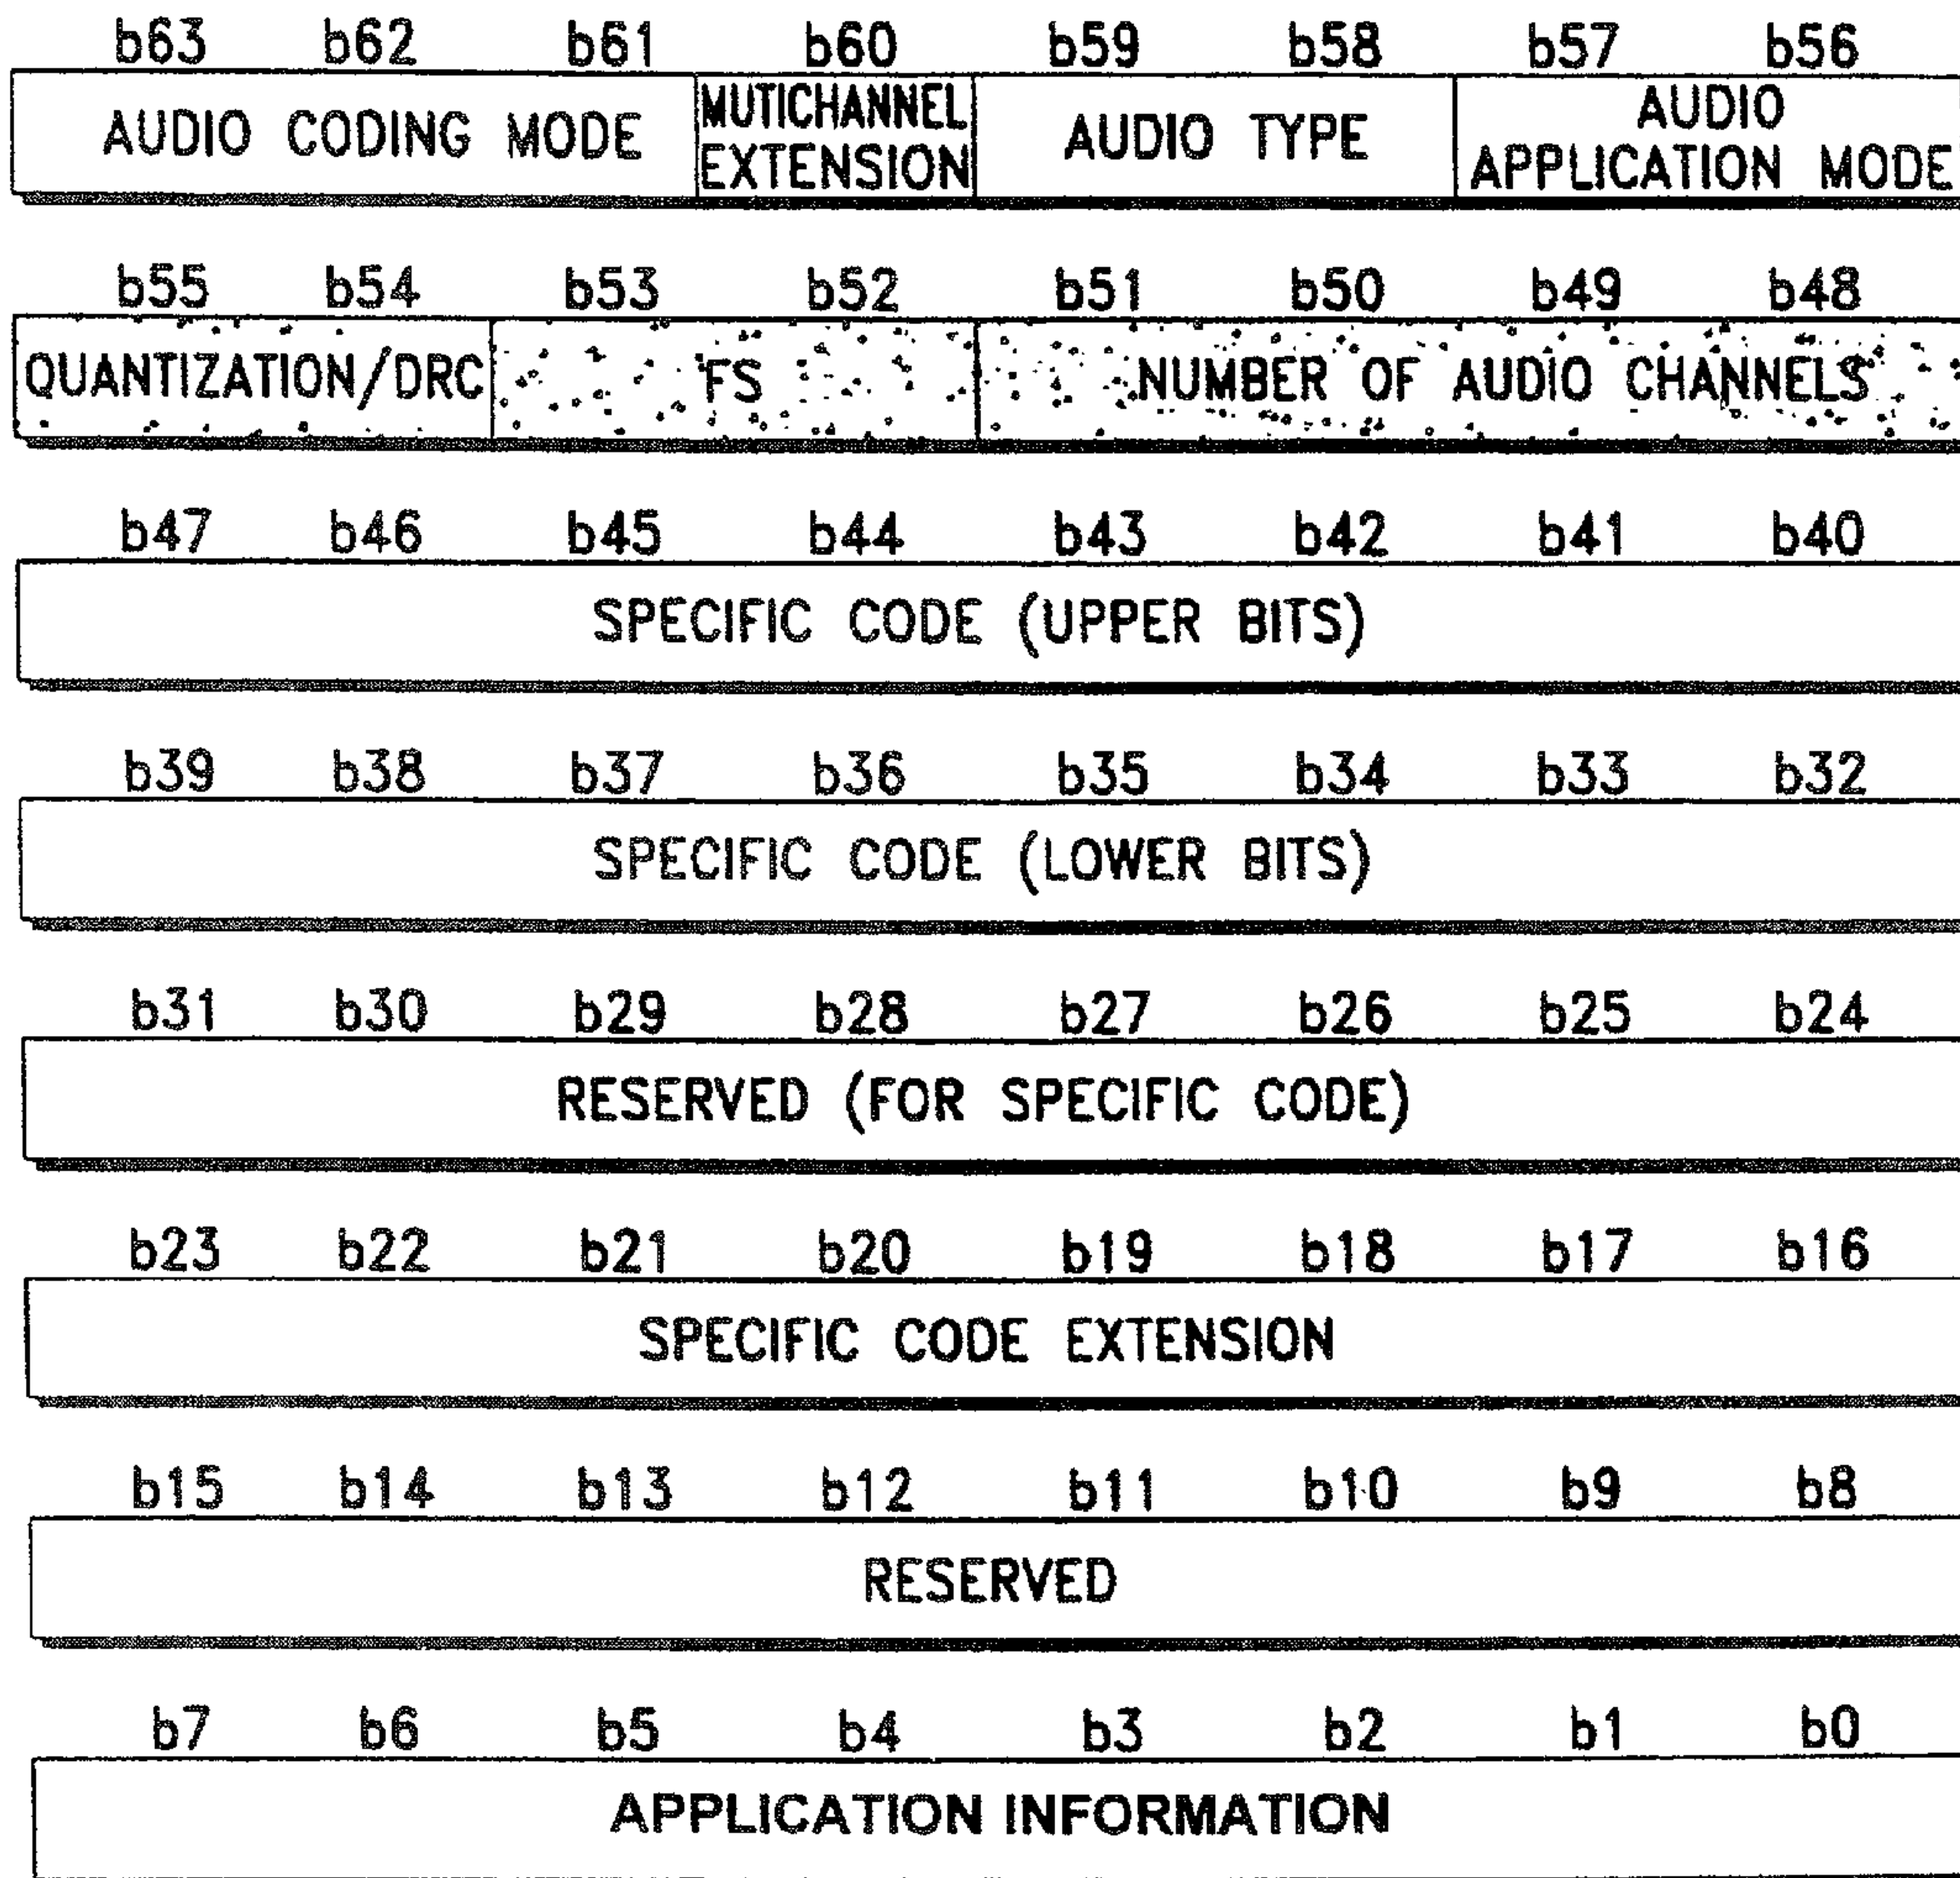 b63 b62 b61 b60 b59 b58 b57 b56
AUDIO CODING MODE
MUTICHANNEL
EXTENSION
AUDIO TYPE
AUDIO
APPLICATION MODE
b55 b54 b53 b52 b51 b50 b49 b48
QUANTIZATION/DRC FS NUMBER OF AUDIO CHANNELS
b47 b46 b45 b44 b43 b42 b41 b40
SPECIFIC CODE (UPPER BITS)
b39 b38 b37 b36 b35 b34 b33 b32
SPECIFIC CODE (LOWER BITS)
b31 b30 b29 b28 b27 b26 b25 b24
RESERVED (FOR SPECIFIC CODE)
b23 b22 b21 b20 b19 b18 b17 b16
SPECIFIC CODE EXTENSION
b15 b14 b13 b12 b11 b10 b9 b8
RESERVED
b7 b6 b5 b4 b3 b2 b1 b0
APPLICATION INFORMATION